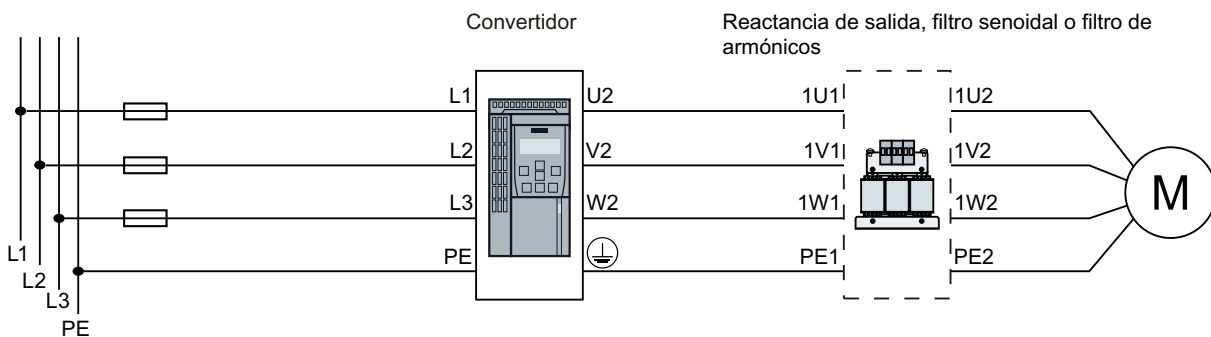 Convertidor
Reactancia de salida, filtro senoidal o filtro de
armónicos
L1 U2 1U1 1U2
L2 V2 1V1 1V2
L3 W2 1W1 1W2
M
PE PE1 PE2
L1
L2
L3
PE